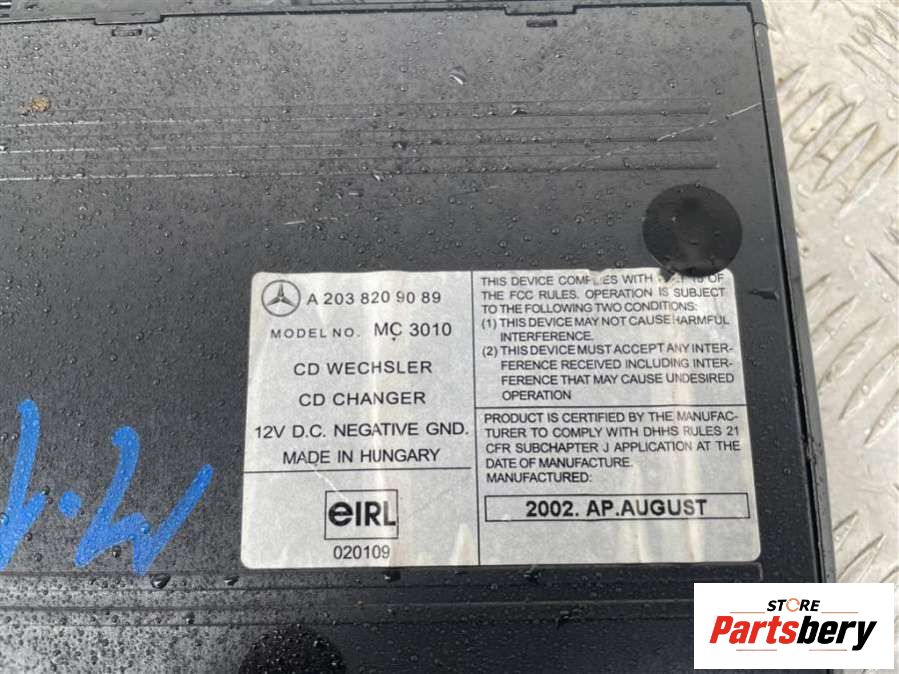 A 203 820 90 89
MODEL NO. MC 3010
CD WECHSLER
CD CHANGER
12V D.C. NEGATIVE GND.
MADE IN HUNGARY
eIRL
020109
THIS DEVICE COMPLIES WITH OF
THE FCC RULES. OPERATION IS SUBJECT
TO THE FOLLOWING TWO CONDITIONS:
(1) THIS DEVICE MAY NOT CAUSE HARMFUL
INTERFERENCE.
(2) THIS DEVICE MUST ACCEPT ANY INTER-
FERENCE RECEIVED INCLUDING INTER-
FERENCE THAT MAY CAUSE UNDESIRED
OPERATION
PRODUCT IS CERTIFIED BY THE MANUFAC-
TURER TO COMPLY WITH DHHS RULES 21
CFR SUBCHAPTER J APPLICATION AT THE
DATE OF MANUFACTURE.
MANUFACTURED:
2002. AP.AUGUST
STORE
Partsbery